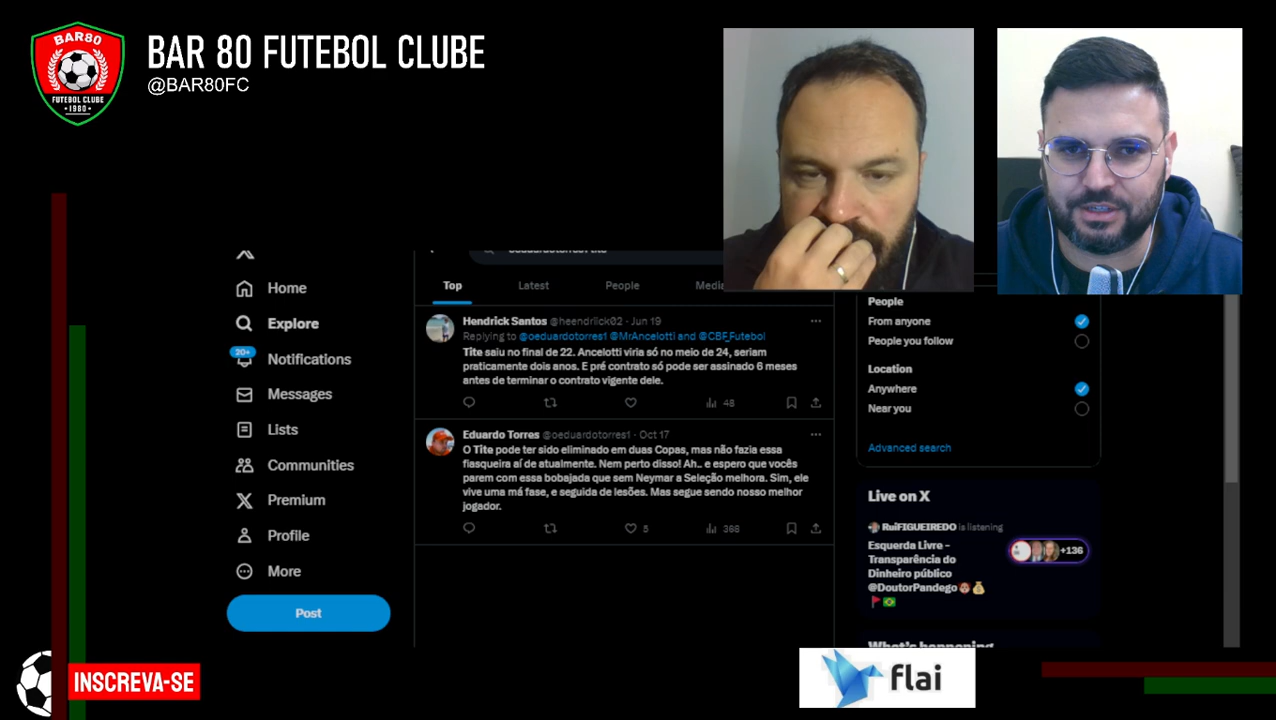 BAR80
FUTEBOL CLUBE
• 1980 •
BAR 80 FUTEBOL CLUBE
@BAR80FC
Home
Explore
20+
Notifications
Messages
Lists
Communities
Premium
Profile
More
Post
Top
Latest
People
Media
Hendrick Santos @heendriick02 · Jun 19
Replying to @oeduardotorres1 @MrAncelotti and @CBF_Futebol
Tite saiu no final de 22. Ancelotti viria só no meio de 24, seriam
praticamente dois anos. E pré contrato só pode ser assinado 6 meses
antes de terminar o contrato vigente dele.
48
Eduardo Torres @oeduardotorres1 · Oct 17
O Tite pode ter sido eliminado em duas Copas, mas não fazia essa
fiasqueira aí de atualmente. Nem perto disso! Ah.. e espero que vocês
parem com essa bobajada que sem Neymar a Seleção melhora. Sim, ele
vive uma má fase, e seguida de lesões. Mas segue sendo nosso melhor
jogador.
5
366
People
From anyone
People you follow
Location
Anywhere
Near you
Advanced search
Live on X
RuiFIGUEIREDO is listening
Esquerda Livre -
Transparência do
Dinheiro público
@DoutorPandego
+136
What's happening
INSCREVA-SE
flai